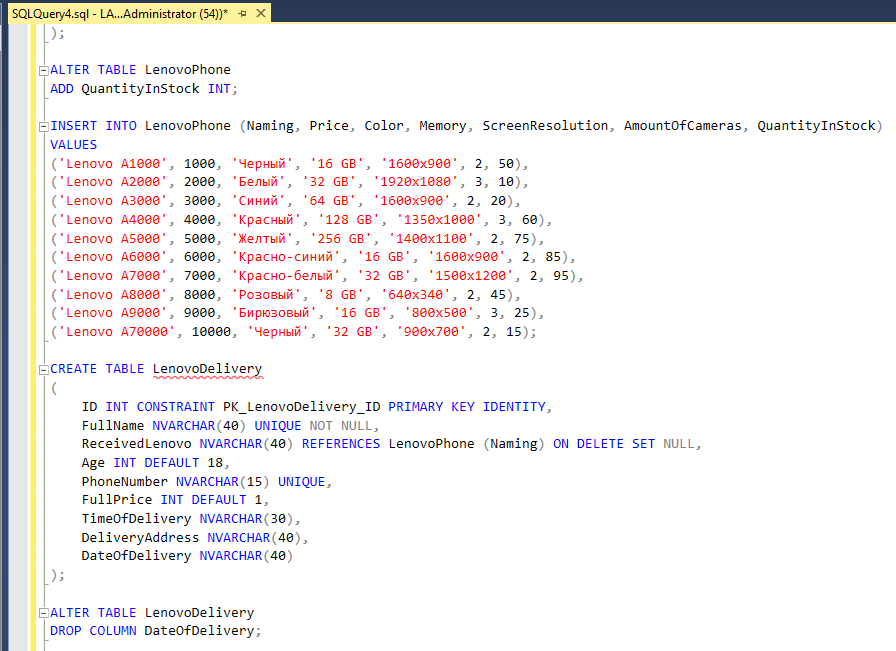 SQLQuery4.sql - LA...Administrator (54))*
);
ALTER TABLE LenovoPhone
ADD QuantityInStock INT;
INSERT INTO LenovoPhone (Naming, Price, Color, Memory, ScreenResolution, AmountOfCameras, QuantityInStock)
VALUES
('Lenovo A1000', 1000, 'Черный', '16 GB', '1600x900', 2, 50),
('Lenovo A2000', 2000, 'Белый', '32 GB', '1920x1080', 3, 10),
('Lenovo A3000', 3000, 'Синий', '64 GB', '1600x900', 2, 20),
('Lenovo A4000', 4000, 'Красный', '128 GB', '1350x1000', 3, 60),
('Lenovo A5000', 5000, 'Желтый', '256 GB', '1400x1100', 2, 75),
('Lenovo A6000', 6000, 'Красно-синий', '16 GB', '1600x900', 2, 85),
('Lenovo A7000', 7000, 'Красно-белый', '32 GB', '1500x1200', 2, 95),
('Lenovo A8000', 8000, 'Розовый', '8 GB', '640x340', 2, 45),
('Lenovo A9000', 9000, 'Бирюзовый', '16 GB', '800x500', 3, 25),
('Lenovo A70000', 10000, 'Черный', '32 GB', '900x700', 2, 15);
CREATE TABLE LenovoDelivery
(
ID INT CONSTRAINT PK_LenovoDelivery_ID PRIMARY KEY IDENTITY,
FullName NVARCHAR(40) UNIQUE NOT NULL,
ReceivedLenovo NVARCHAR(40) REFERENCES LenovoPhone (Naming) ON DELETE SET NULL,
Age INT DEFAULT 18,
PhoneNumber NVARCHAR(15) UNIQUE,
FullPrice INT DEFAULT 1,
TimeOfDelivery NVARCHAR(30),
DeliveryAddress NVARCHAR(40),
DateOfDelivery NVARCHAR(40)
);
ALTER TABLE LenovoDelivery
DROP COLUMN DateOfDelivery;